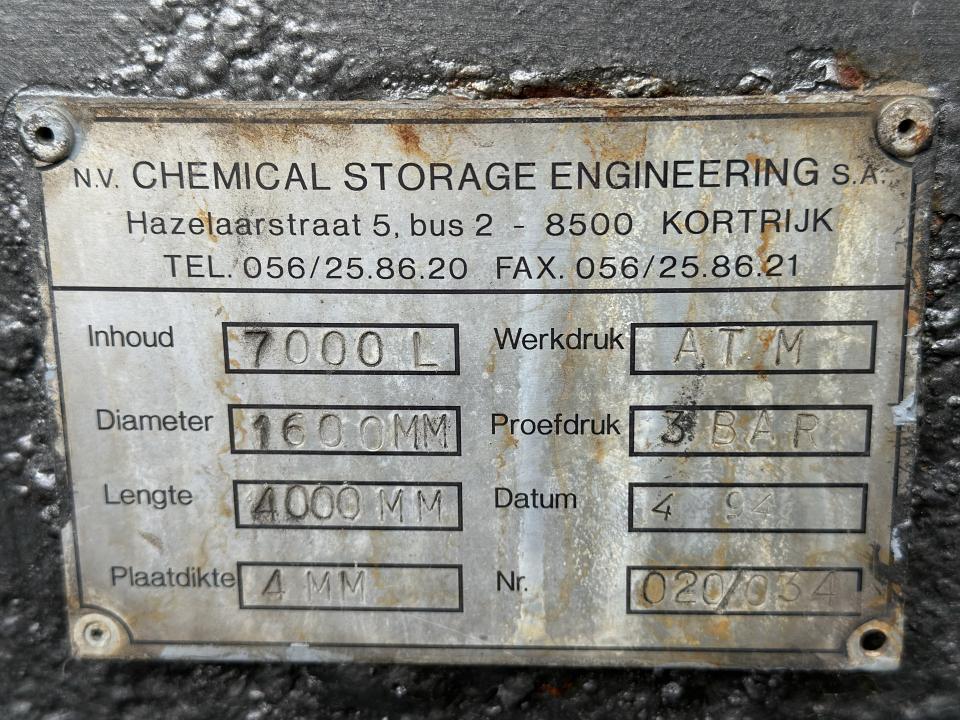 N.V. CHEMICAL STORAGE ENGINEERING S.A.
Hazelaarstraat 5, bus 2 - 8500 KORTRIJK
TEL. 056/25.86.20 FAX. 056/25.86.21
Inhoud 7000 L Werkdruk ATM
Diameter 1600MM Proefdruk 3 BAR
Lengte 4000 MM Datum 4 94
Plaatdikte 4 MM Nr. 020/034